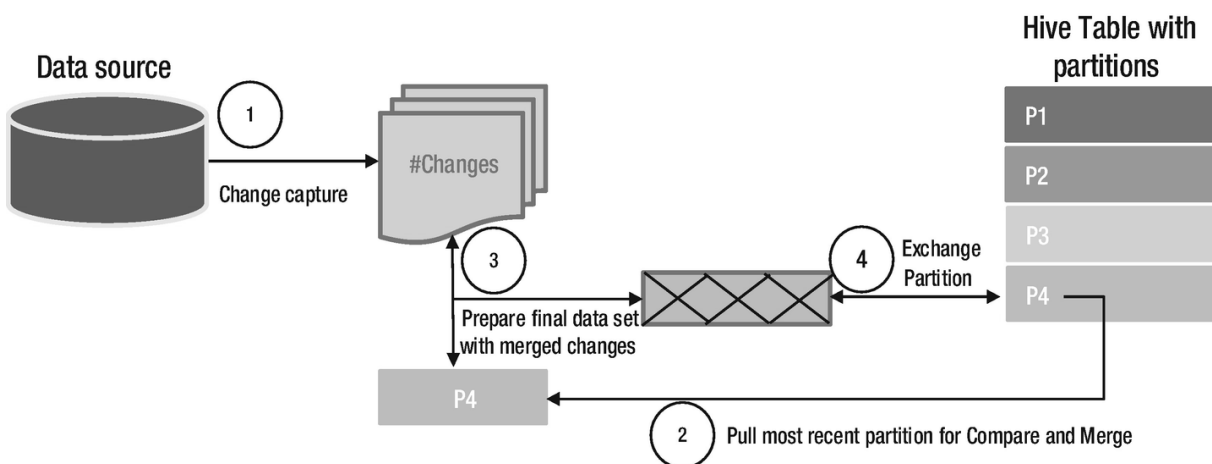 Data source
1
Change capture
#Changes
3
Prepare final data set
with merged changes
P4
2
Pull most recent partition for Compare and Merge
4
Exchange
Partition
Hive Table with
partitions
P1
P2
P3
P4